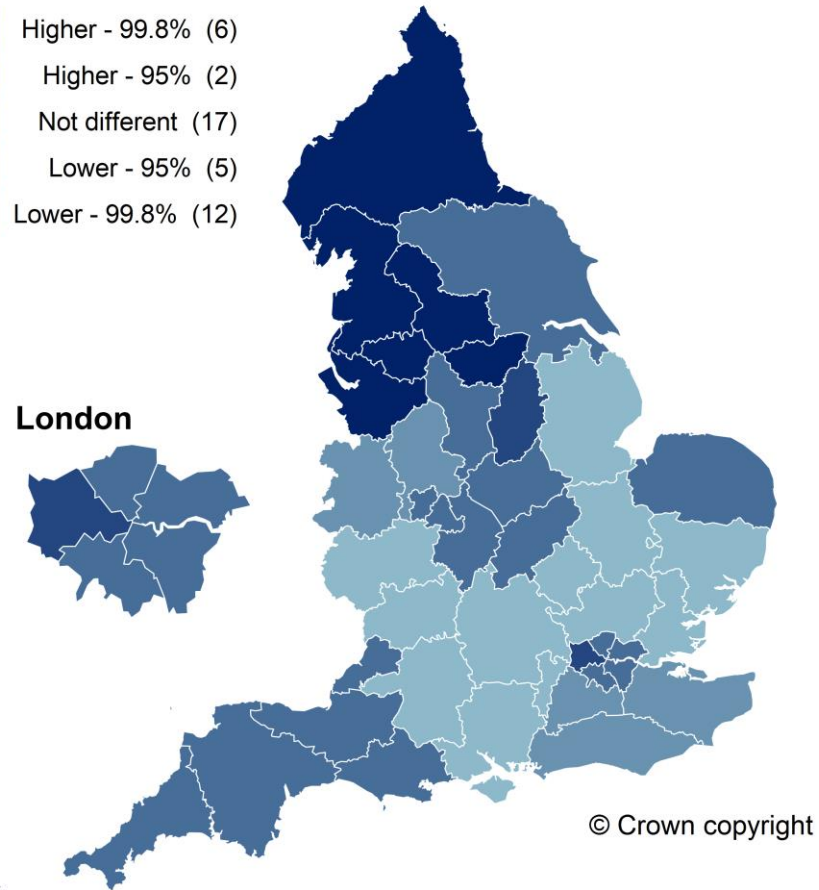 Higher - 99.8% (6)
Higher - 95% (2)
Not different (17)
Lower - 95% (5)
Lower - 99.8% (12)
London
© Crown copyright